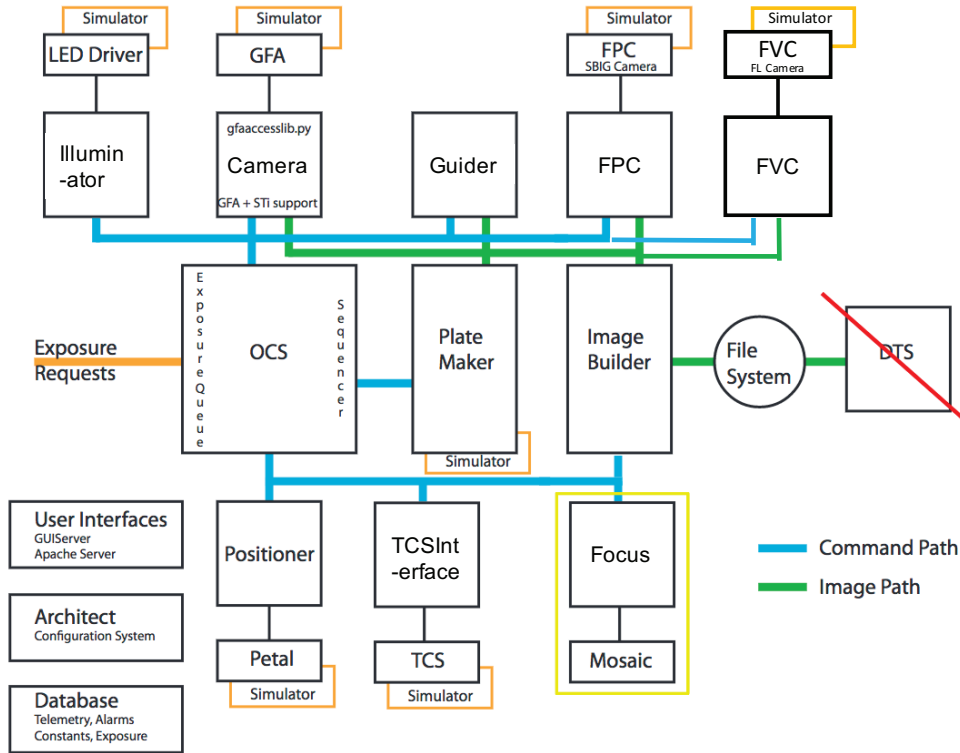 Simulator
Simulator
Simulator
Simulator
LED Driver
GFA
FPC
SBIG Camera
FVC
FL Camera
Illumin
-ator
gfaaccesslib.py
Camera
GFA + STi support
Guider
FPC
FVC
Exposure
Requests
ExposureQueue
OCS
Sequencer
Plate
Maker
Simulator
Image
Builder
File
System
DTS
User Interfaces
GUIServer
Apache Server
Positioner
TCSInt
-erface
Focus
Command Path
Image Path
Architect
Configuration System
Petal
Simulator
TCS
Simulator
Mosaic
Database
Telemetry, Alarms
Constants, Exposure